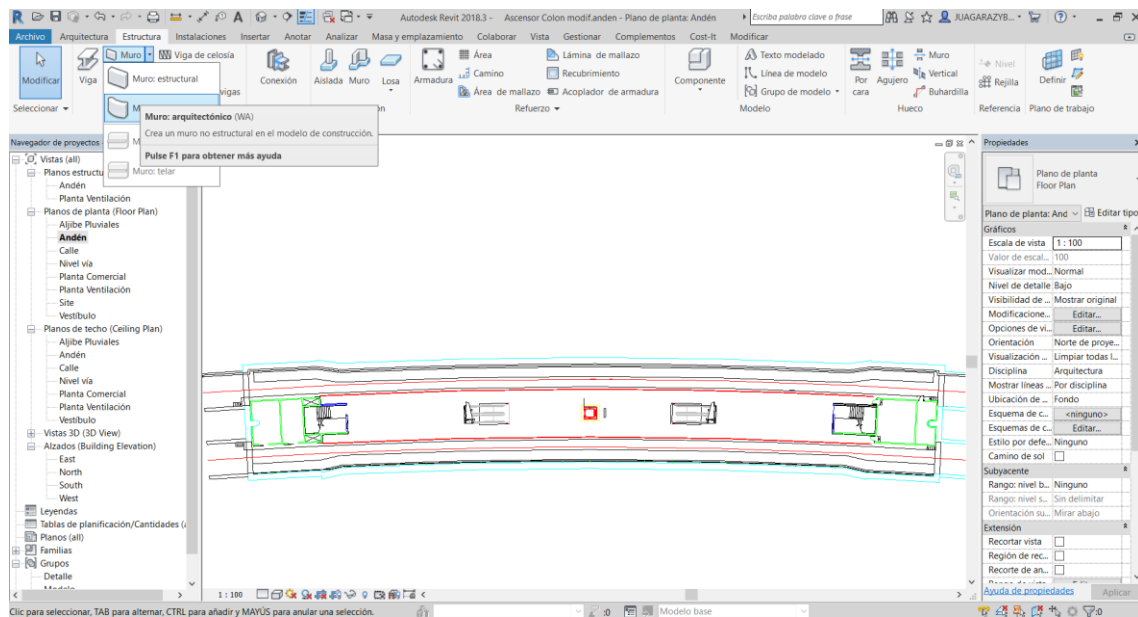 Autodesk Revit 2018.3 - Ascensor Colon modif.anden - Plano de planta: Andén
Escriba palabra clave o frase
JUAGARAZYB...
Archivo Arquitectura Estructura Instalaciones Insertar Anotar Analizar Masa y emplazamiento Colaborar Vista Gestionar Complementos Cost-It Modificar
Muro Viga de celosía
Área Lámina de mallazo Texto modelado Muro Nivel
Modificar Viga Muro: estructural Conexión Aislada Muro Losa Armadura Camino Recubrimiento Componente Línea de modelo Por cara Agujero Vertical Rejilla Definir
vigas Área de mallazo Acoplador de armadura Grupo de modelo Buhardilla
Seleccionar Refuerzo Modelo Hueco Referencia Plano de trabajo
Muro: arquitectónico (WA)
Crea un muro no estructural en el modelo de construcción.
Pulse F1 para obtener más ayuda
Muro: telar
Navegador de proyectos
Vistas (all)
Planos estructu
Andén
Planta Ventilación
Planos de planta (Floor Plan)
Aljibe Pluviales
Andén
Calle
Nivel vía
Planta Comercial
Planta Ventilación
Site
Vestíbulo
Planos de techo (Ceiling Plan)
Aljibe Pluviales
Andén
Calle
Nivel vía
Planta Comercial
Planta Ventilación
Vestíbulo
Vistas 3D (3D View)
Alzados (Building Elevation)
East
North
South
West
Leyendas
Tablas de planificación/Cantidades (
Planos (all)
Familias
Grupos
Detalle
Propiedades
Plano de planta
Floor Plan
Plano de planta: And Editar tipo
Gráficos
Escala de vista 1 : 100
Valor de escal... 100
Visualizar mod... Normal
Nivel de detalle Bajo
Visibilidad de ... Mostrar original
Modificacione... Editar...
Opciones de vi... Editar...
Orientación Norte de proye...
Visualización ... Limpiar todas l...
Disciplina Arquitectura
Mostrar líneas ... Por disciplina
Ubicación de ... Fondo
Esquema de c... <ninguno>
Esquemas de c... Editar...
Estilo por defe... Ninguno
Camino de sol
Subyacente
Rango: nivel b... Ninguno
Rango: nivel s... Sin delimitar
Orientación su... Mirar abajo
Extensión
Recortar vista
Región de rec...
Recorte de an...
Ayuda de propiedades Aplicar
1 : 100
Clic para seleccionar, TAB para alternar, CTRL para añadir y MAYÚS para anular una selección. :0 Modelo base :0